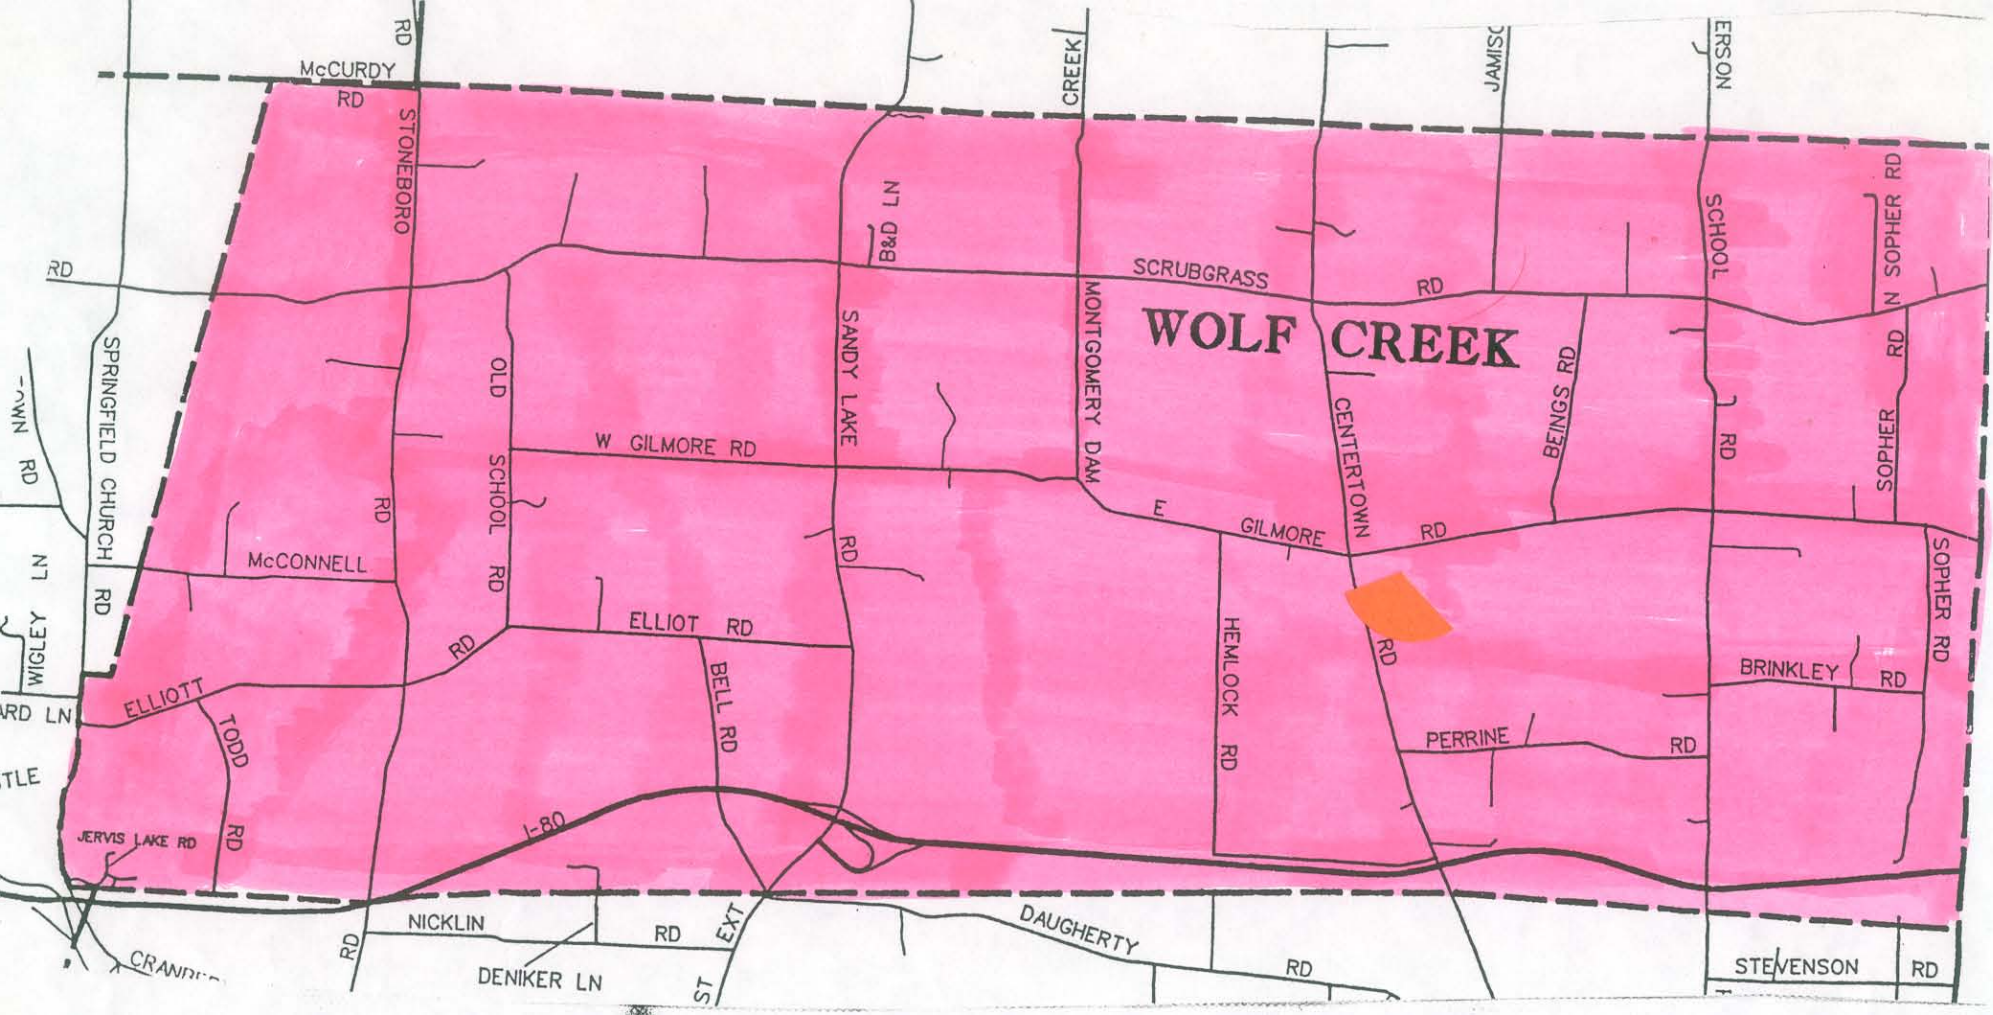 RD
CREEK
JAMISO
ERSON
McCURDY
RD
STONEBORO
B&D LN
SCHOOL
N SOPHER RD
RD
SCRUBGRASS
RD
WOLF CREEK
SPRINGFIELD CHURCH
OLD
SANDY LAKE
MONTGOMERY DAM
CENTERTOWN
BEINGS RD
RD
SOPHER
RD
RD
W GILMORE RD
SCHOOL
RD
E
GILMORE
RD
RD
McCONNELL
RD
RD
SOPHER RD
WIGLEY LN
RD
ELLIOT RD
RD
HEMLOCK
RD
RD
BRINKLEY RD
ELLIOTT
ARD LN
TODD
RD
BELL RD
PERRINE
RD
TLE
I-80
JERVIS LAKE RD
NICKLIN
RD
EXT
ST
DAUGHERTY
RD
RD
DENIKER LN
STEVENSON RD